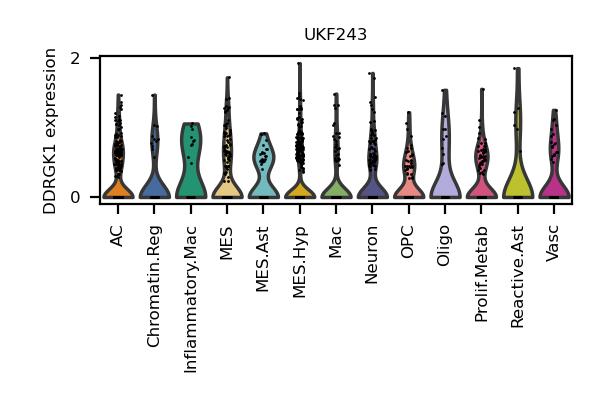 UKF243
DDRGK1 expression
2
0
AC
Chromatin.Reg
Inflammatory.Mac
MES
MES.Ast
MES.Hyp
Mac
Neuron
OPC
Oligo
Prolif.Metab
Reactive.Ast
Vasc